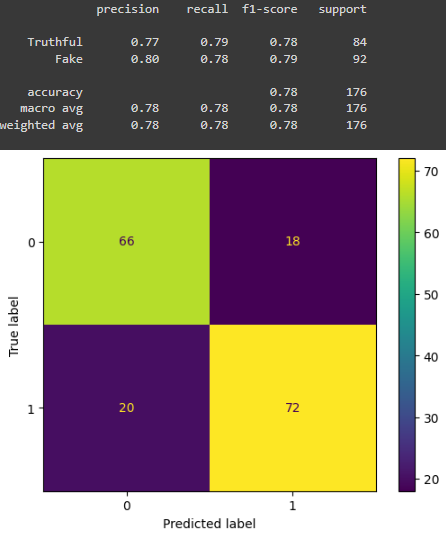 precision recall f1-score support
Truthful 0.77 0.79 0.78 84
Fake 0.80 0.78 0.79 92
accuracy 0.78 176
macro avg 0.78 0.78 0.78 176
weighted avg 0.78 0.78 0.78 176
70
60
50
40
30
20
True label
0
66 18
1
20 72
0 1
Predicted label